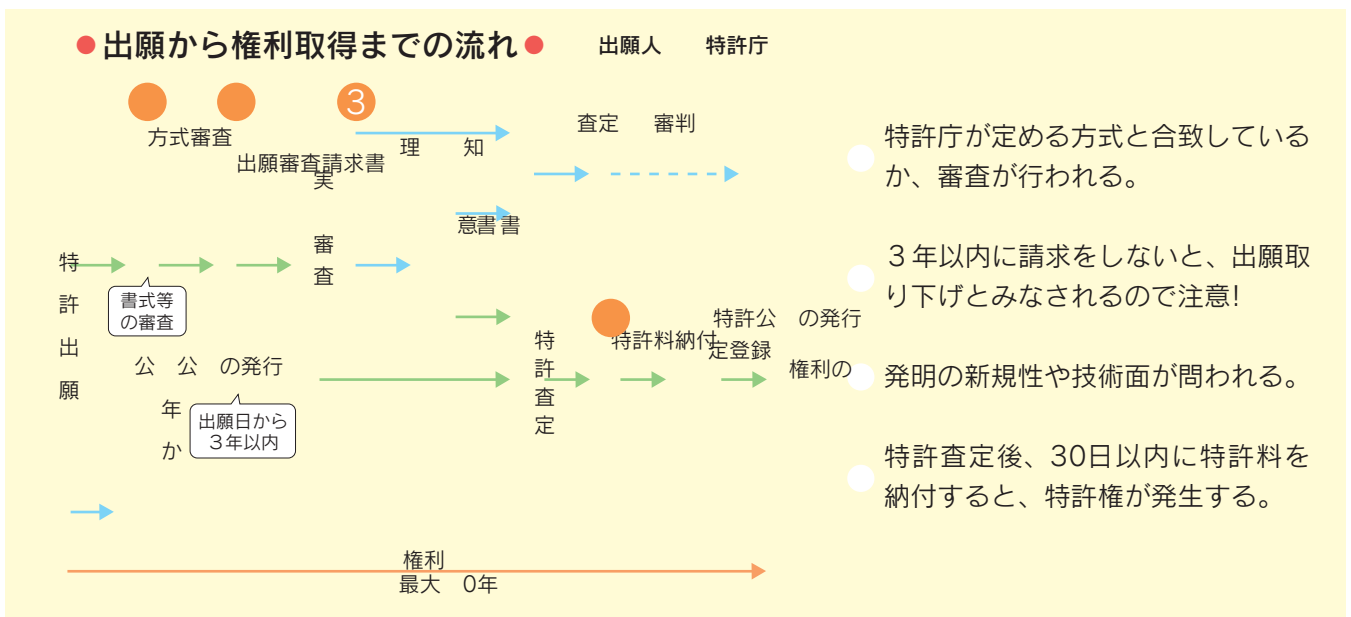 ●出願から権利取得までの流れ●
出願人 特許庁
3
方式審査
出願審査請求書
実
審
査
理 知
意書書
査定 審判
特
許
出
願
書式等
の審査
公 公 の発行
年
か
出願日から
３年以内
特
許
査
定
特許料納付
特許公 の発行
定登録
権利の
権利
最大 0年
特許庁が定める方式と合致している
か、審査が行われる。
３年以内に請求をしないと、出願取
り下げとみなされるので注意!
発明の新規性や技術面が問われる。
特許査定後、30日以内に特許料を
納付すると、特許権が発生する。